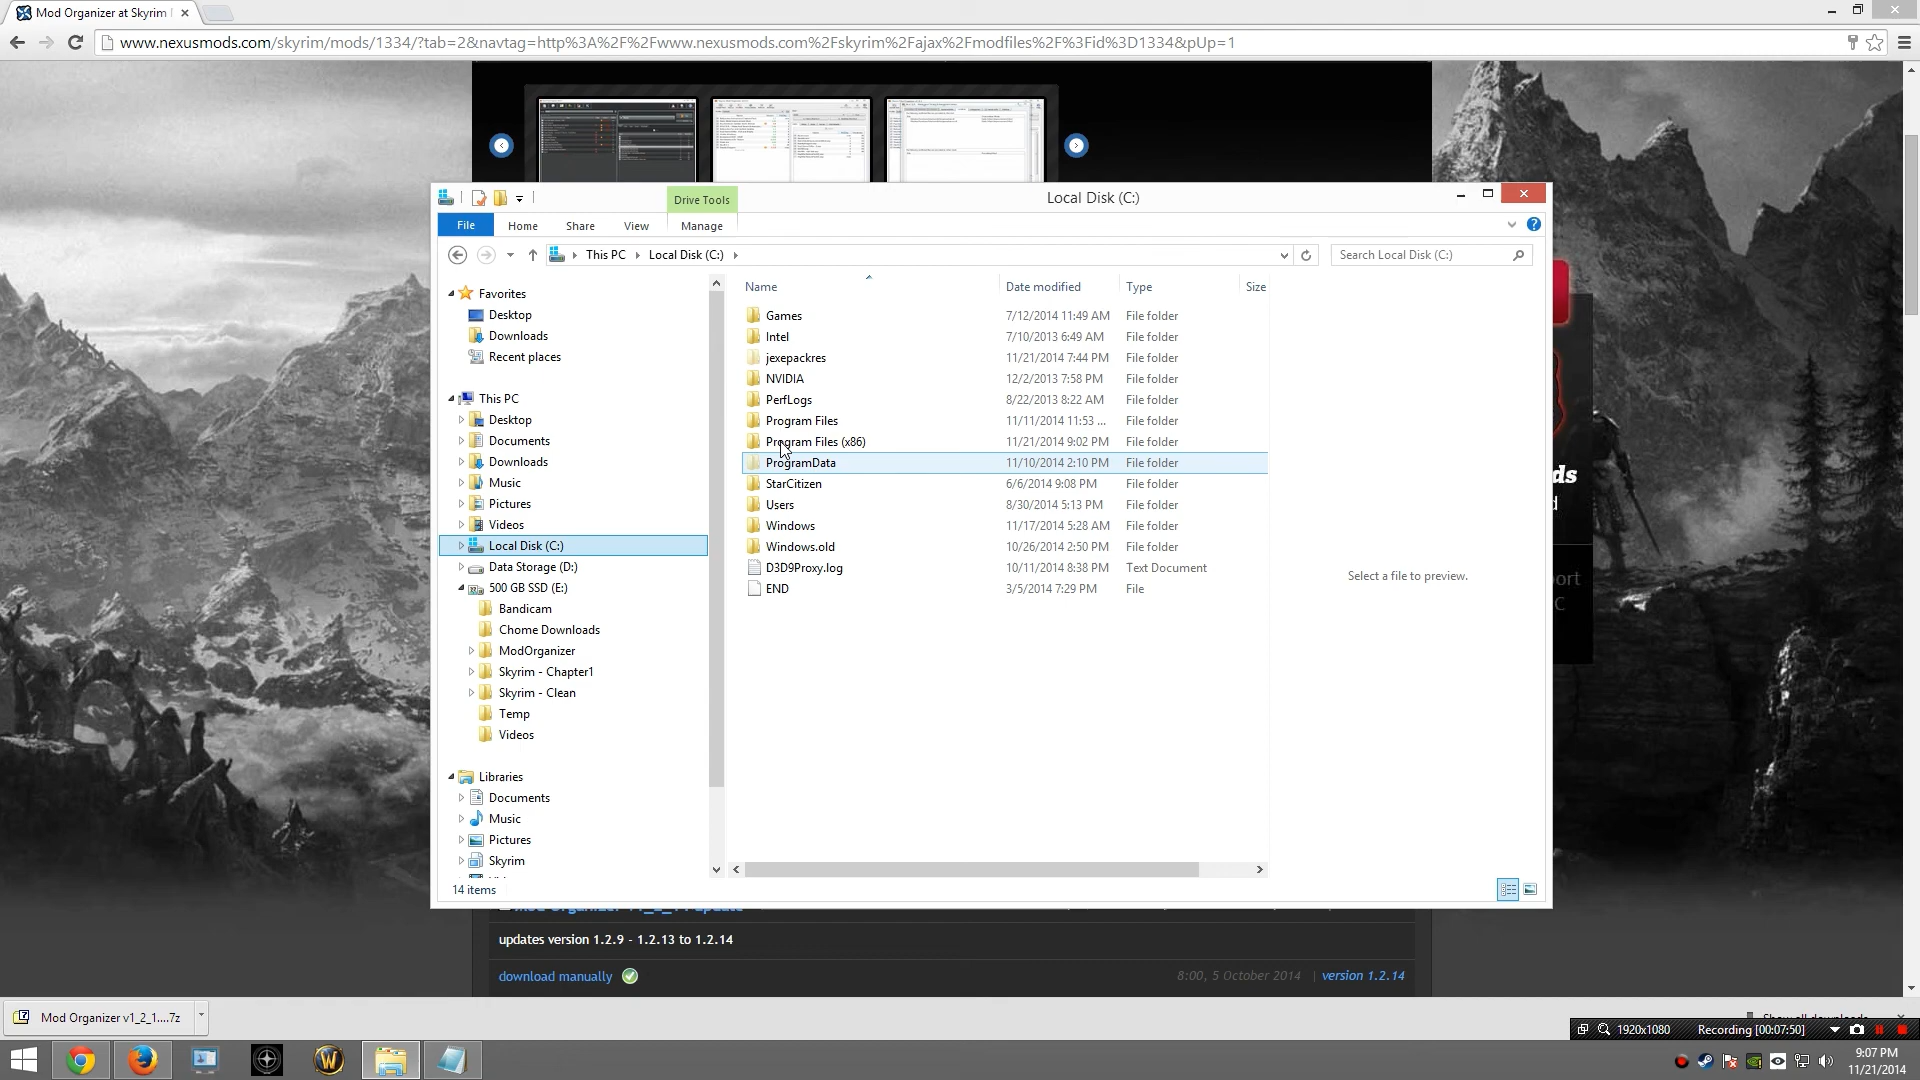 Mod Organizer at Skyrim
www.nexusmods.com/skyrim/mods/1334/?tab=2&navtag=http%3A%2F%2Fwww.nexusmods.com%2Fskyrim%2Fajax%2Fmodfiles%2F%3Fid%3D1334&pUp=1
Drive Tools
Local Disk (C:)
File
Home
Share
View
Manage
This PC
Local Disk (C:)
Search Local Disk (C:)
Name
Date modified
Type
Size
Favorites
Desktop
Downloads
Recent places
This PC
Desktop
Documents
Downloads
Music
Pictures
Videos
Local Disk (C:)
Data Storage (D:)
500 GB SSD (E:)
Bandicam
Chome Downloads
ModOrganizer
Skyrim - Chapter1
Skyrim - Clean
Temp
Videos
Libraries
Documents
Music
Pictures
Skyrim
Games 7/12/2014 11:49 AM File folder
Intel 7/10/2013 6:49 AM File folder
jexepackres 11/21/2014 7:44 PM File folder
NVIDIA 12/2/2013 7:58 PM File folder
PerfLogs 8/22/2013 8:22 AM File folder
Program Files 11/11/2014 11:53 ... File folder
Program Files (x86) 11/21/2014 9:02 PM File folder
ProgramData 11/10/2014 2:10 PM File folder
StarCitizen 6/6/2014 9:08 PM File folder
Users 8/30/2014 5:13 PM File folder
Windows 11/17/2014 5:28 AM File folder
Windows.old 10/26/2014 2:50 PM File folder
D3D9Proxy.log 10/11/2014 8:38 PM Text Document
END 3/5/2014 7:29 PM File
Select a file to preview.
ds
d
port
C
14 items
updates version 1.2.9 - 1.2.13 to 1.2.14
download manually
8:00, 5 October 2014 | version 1.2.14
Mod Organizer v1_2_1....7z
1920x1080
Recording [00:07:50]
9:07 PM
11/21/2014